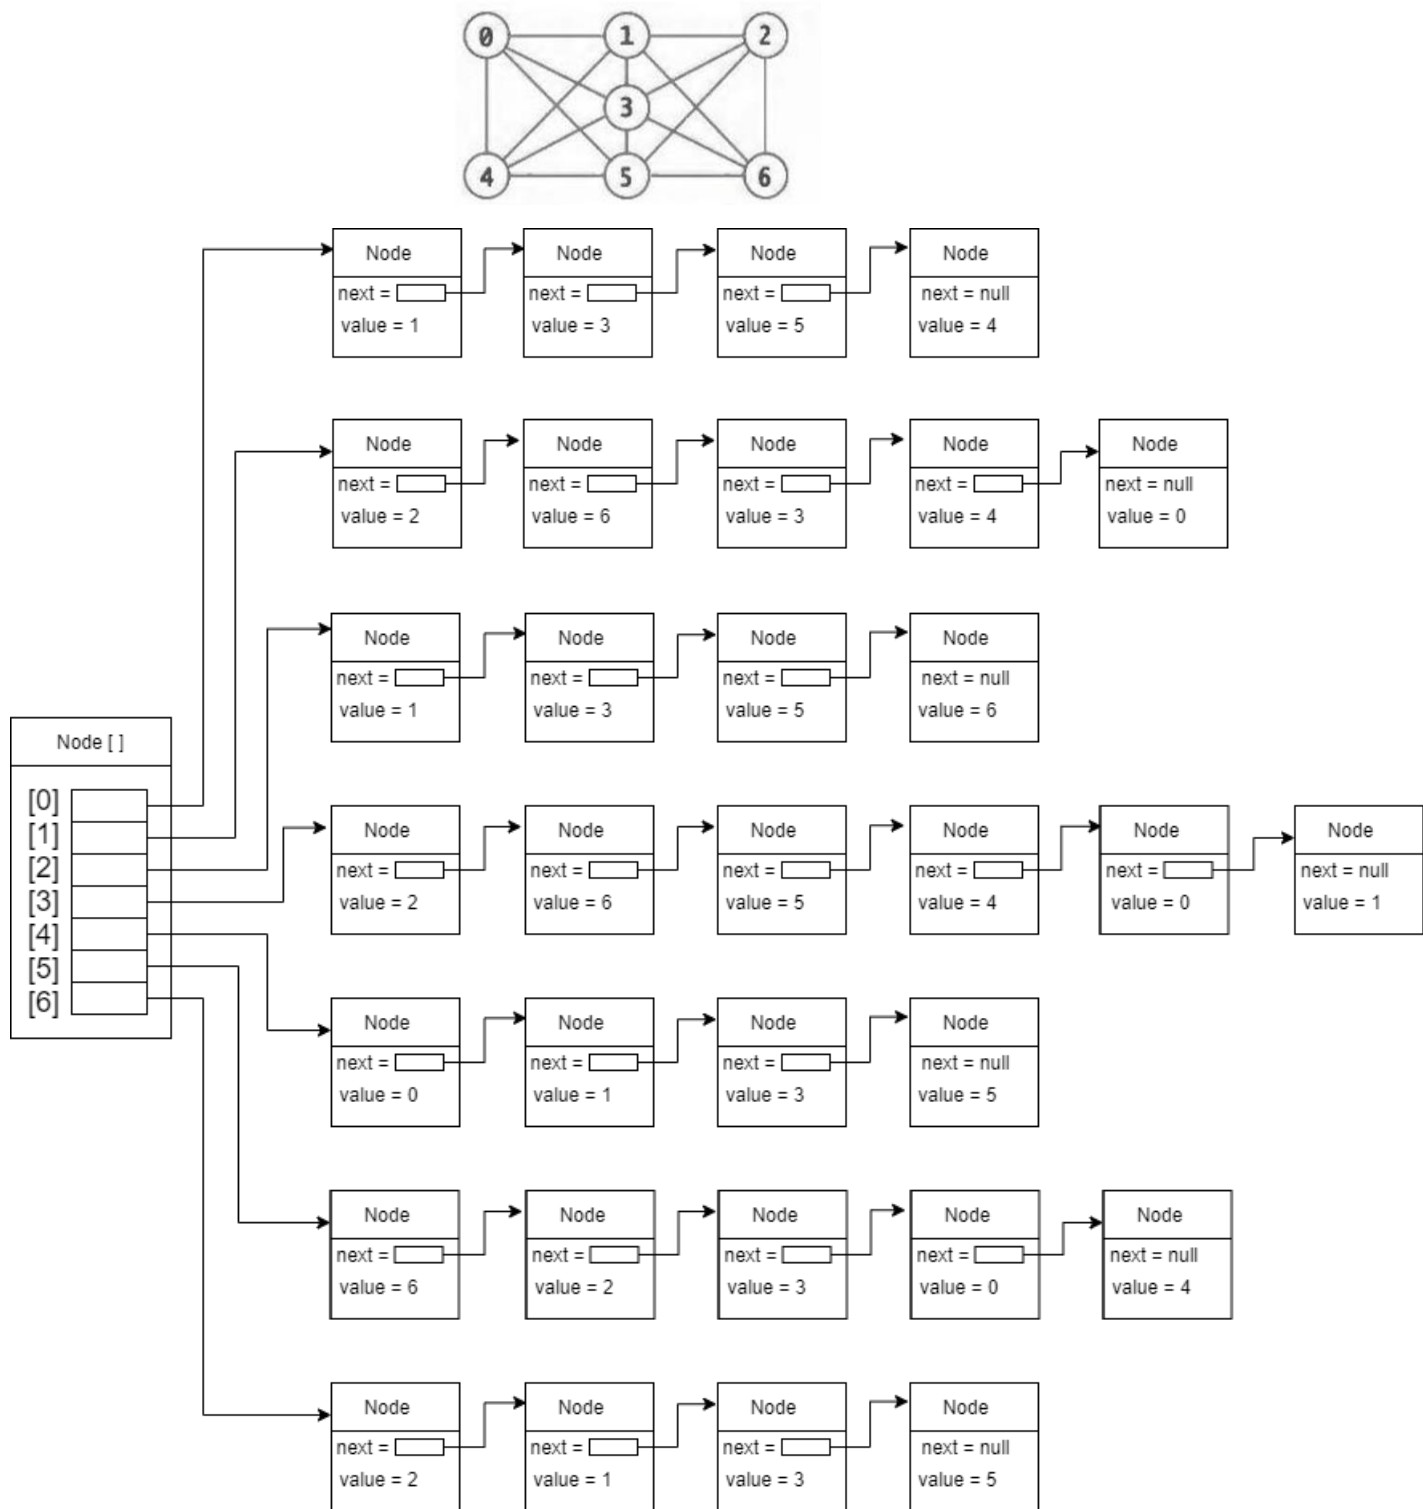 0 1 2
3
4 5 6
Node Node Node Node
next = next = next = next = null
value = 1 value = 3 value = 5 value = 4
Node Node Node Node Node
next = next = next = next = next = null
value = 2 value = 6 value = 3 value = 4 value = 0
Node Node Node Node
next = next = next = next = null
value = 1 value = 3 value = 5 value = 6
Node [ ]
[0]
[1]
[2]
[3]
[4]
[5]
[6]
Node Node Node Node Node Node
next = next = next = next = next = next = null
value = 2 value = 6 value = 5 value = 4 value = 0 value = 1
Node Node Node Node
next = next = next = next = null
value = 0 value = 1 value = 3 value = 5
Node Node Node Node Node
next = next = next = next = next = null
value = 6 value = 2 value = 3 value = 0 value = 4
Node Node Node Node
next = next = next = next = null
value = 2 value = 1 value = 3 value = 5